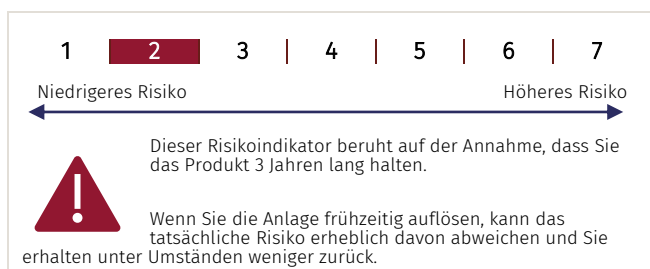 1 2 3 4 5 6 7
Niedrigeres Risiko Höheres Risiko
Dieser Risikoindikator beruht auf der Annahme, dass Sie
das Produkt 3 Jahren lang halten.
Wenn Sie die Anlage frühzeitig auflösen, kann das
tatsächliche Risiko erheblich davon abweichen und Sie
erhalten unter Umständen weniger zurück.